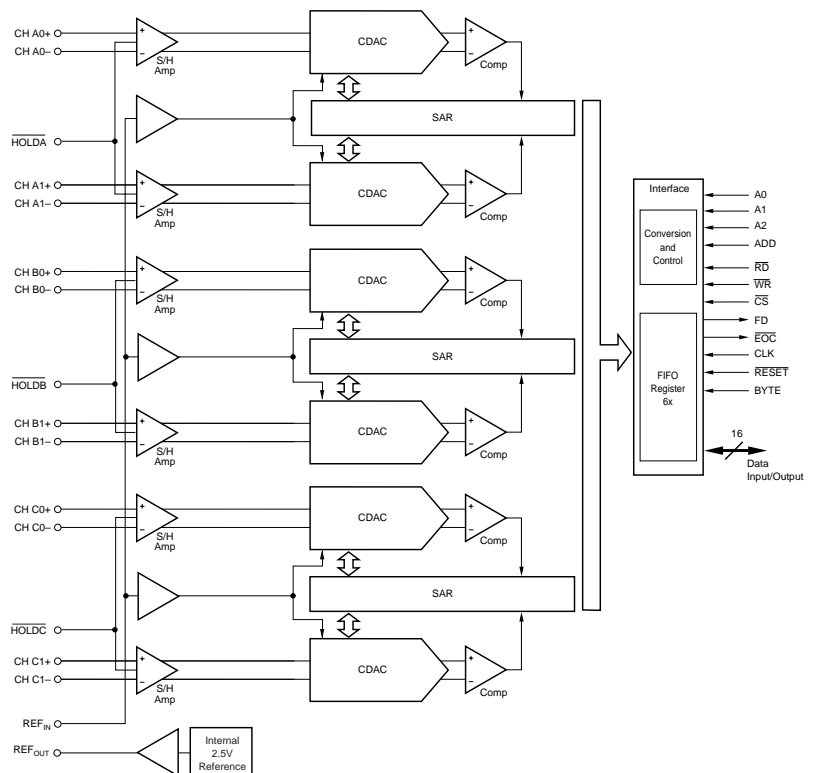 CH A0+
CH A0–
+
–
S/H
Amp
CDAC
+
–
Comp
SAR
HOLDA
CH A1+
CH A1–
+
–
S/H
Amp
CDAC
+
–
Comp
CH B0+
CH B0–
+
–
S/H
Amp
CDAC
+
–
Comp
SAR
HOLDB
CH B1+
CH B1–
+
–
S/H
Amp
CDAC
+
–
Comp
CH C0+
CH C0–
+
–
S/H
Amp
CDAC
+
–
Comp
SAR
HOLDC
CH C1+
CH C1–
+
–
S/H
Amp
CDAC
+
–
Comp
REFIN
REFOUT
Internal
2.5V
Reference
Interface
Conversion
and
Control
FIFO
Register
6x
A0
A1
A2
ADD
RD
WR
CS
FD
EOC
CLK
RESET
BYTE
16
Data
Input/Output